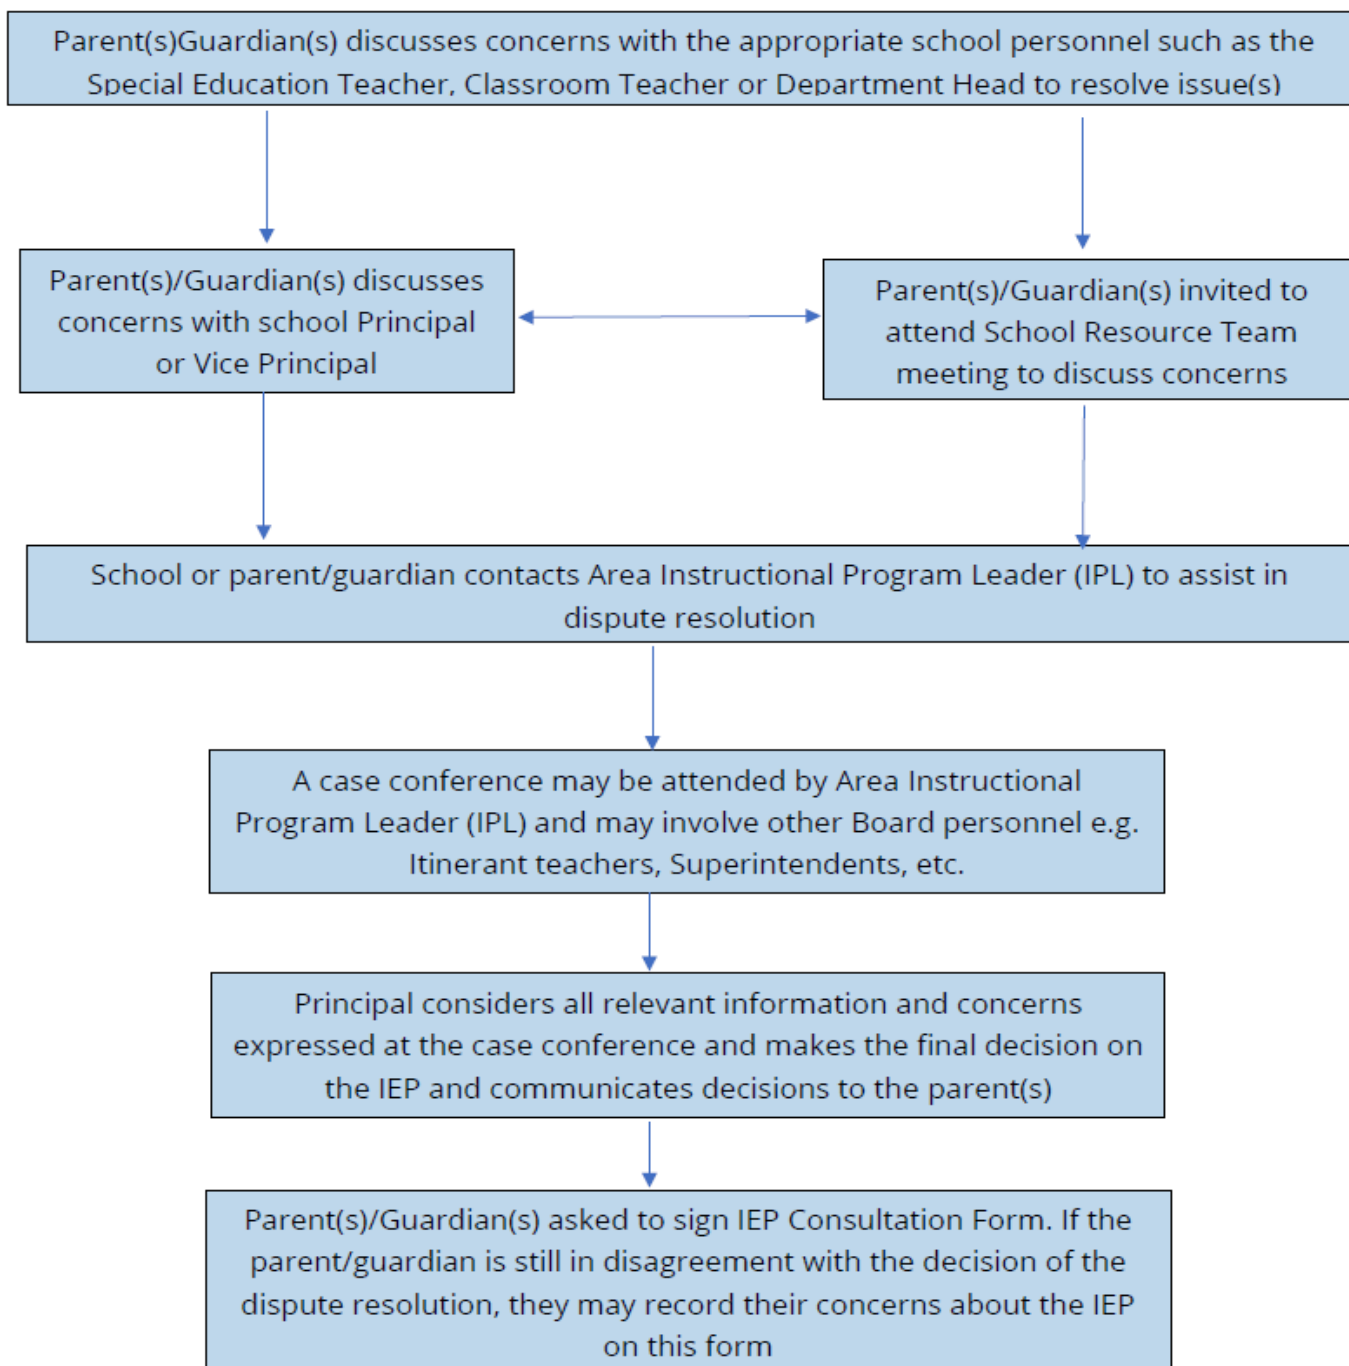 Parent(s)Guardian(s) discusses concerns with the appropriate school personnel such as the
Special Education Teacher, Classroom Teacher or Department Head to resolve issue(s)
Parent(s)/Guardian(s) discusses
concerns with school Principal
or Vice Principal
Parent(s)/Guardian(s) invited to
attend School Resource Team
meeting to discuss concerns
School or parent/guardian contacts Area Instructional Program Leader (IPL) to assist in
dispute resolution
A case conference may be attended by Area Instructional
Program Leader (IPL) and may involve other Board personnel e.g.
Itinerant teachers, Superintendents, etc.
Principal considers all relevant information and concerns
expressed at the case conference and makes the final decision on
the IEP and communicates decisions to the parent(s)
Parent(s)/Guardian(s) asked to sign IEP Consultation Form. If the
parent/guardian is still in disagreement with the decision of the
dispute resolution, they may record their concerns about the IEP
on this form